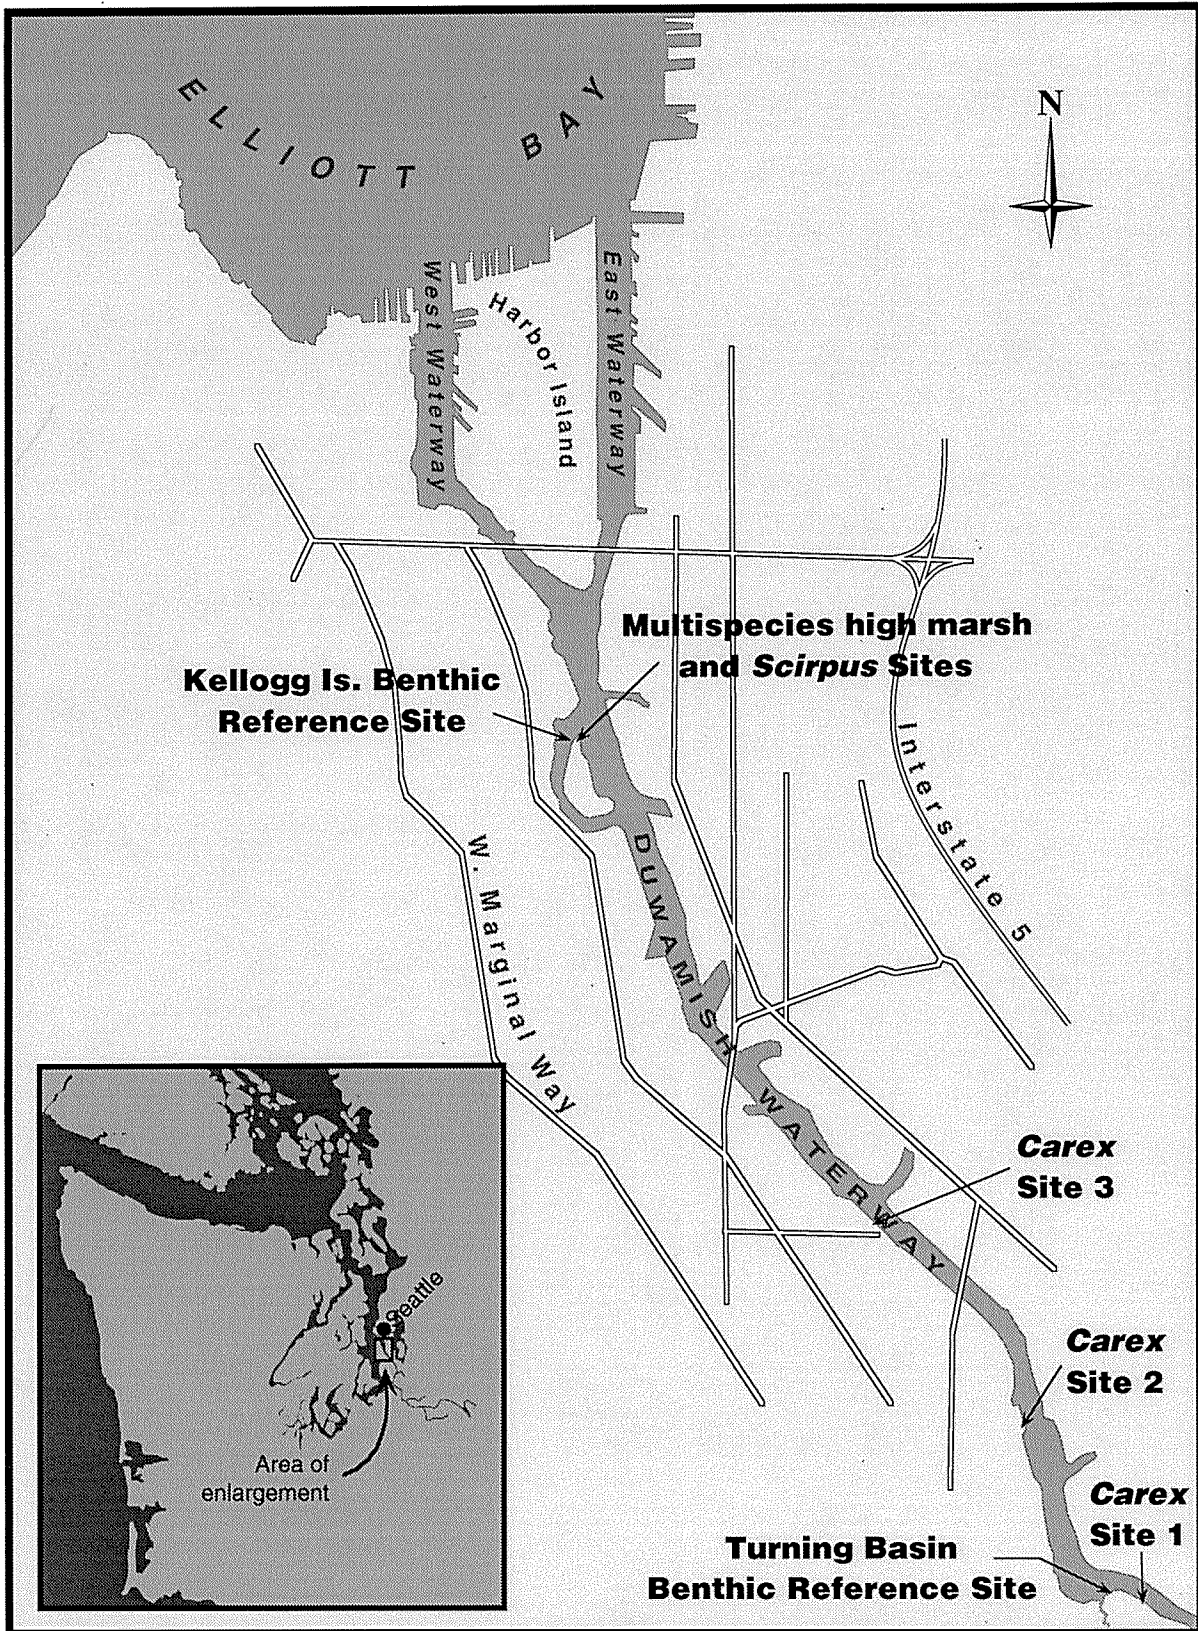 ELLIOTT BAY
N
West Waterway
Harbor Island
East Waterway
Multispecies high marsh
and Scirpus Sites
Kellogg Is. Benthic
Reference Site
Interstate 5
W. Marginal Way
DUWAMISH WATERWAY
Carex
Site 3
Seattle
Carex
Site 2
Area of
enlargement
Carex
Site 1
Turning Basin
Benthic Reference Site